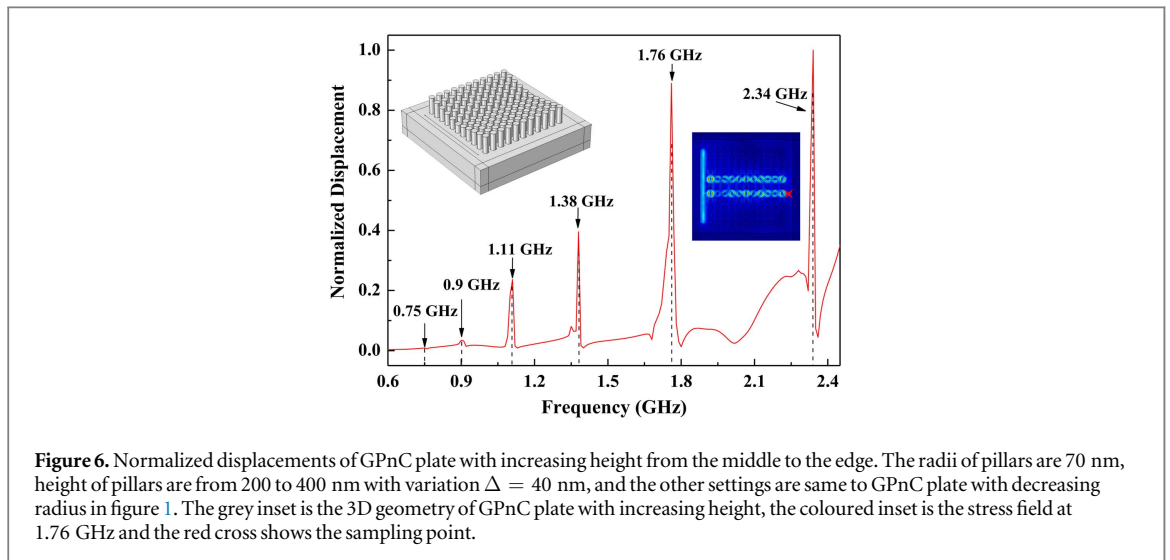 1.0
0.8
0.6
0.4
0.2
0.0
Normalized Displacement
0.75 GHz
0.9 GHz
1.11 GHz
1.38 GHz
1.76 GHz
2.34 GHz
0.6 0.9 1.2 1.5 1.8 2.1 2.4
Frequency (GHz)
Figure 6. Normalized displacements of GPnC plate with increasing height from the middle to the edge. The radii of pillars are 70 nm,
height of pillars are from 200 to 400 nm with variation Δ = 40 nm, and the other settings are same to GPnC plate with decreasing
radius in figure 1. The grey inset is the 3D geometry of GPnC plate with increasing height, the coloured inset is the stress field at
1.76 GHz and the red cross shows the sampling point.